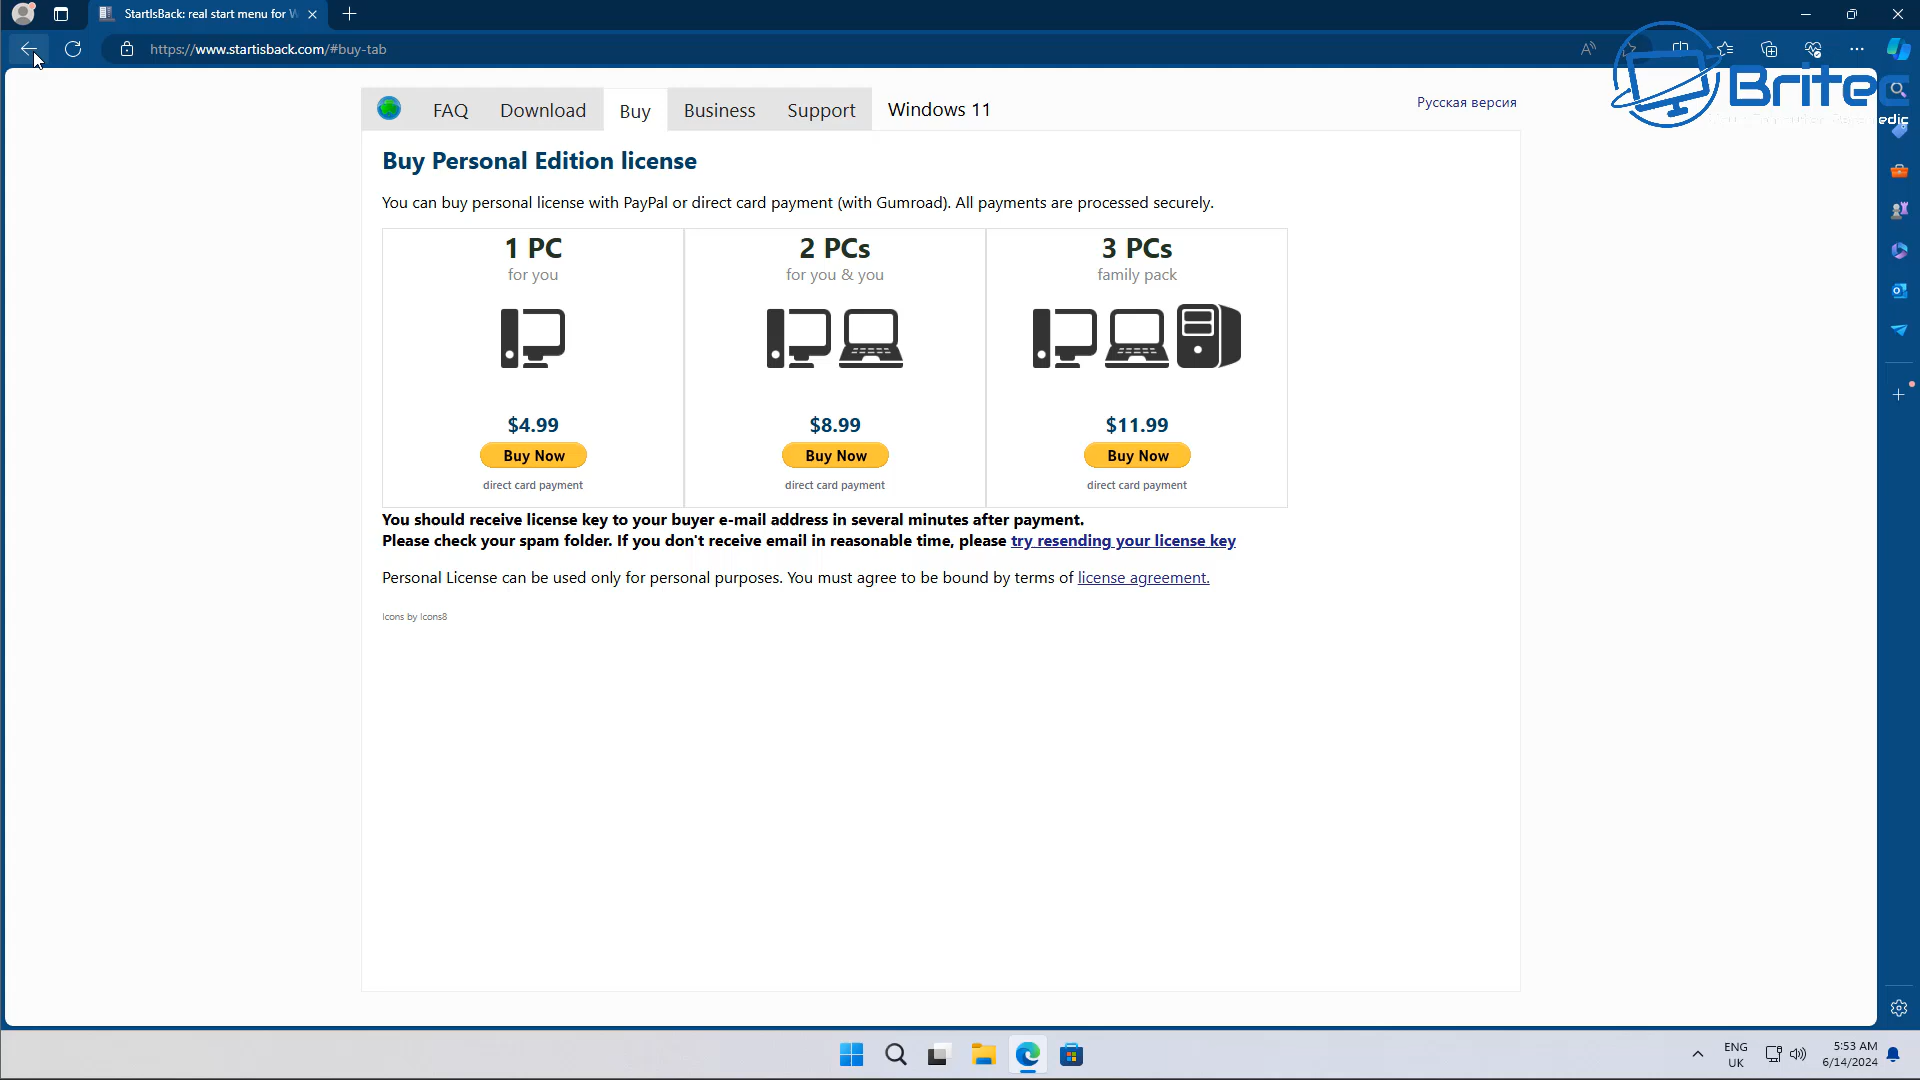 StartIsBack: real start menu for W
https://www.startisback.com/#buy-tab
Britec
FAQ
Download
Buy
Business
Support
Windows 11
Русская версия
Buy Personal Edition license
You can buy personal license with PayPal or direct card payment (with Gumroad). All payments are processed securely.
1 PC
for you
$4.99
Buy Now
direct card payment
2 PCs
for you & you
$8.99
Buy Now
direct card payment
3 PCs
family pack
$11.99
Buy Now
direct card payment
You should receive license key to your buyer e-mail address in several minutes after payment.
Please check your spam folder. If you don't receive email in reasonable time, please try resending your license key
Personal License can be used only for personal purposes. You must agree to be bound by terms of license agreement.
Icons by Icons8
ENG
UK
5:53 AM
6/14/2024